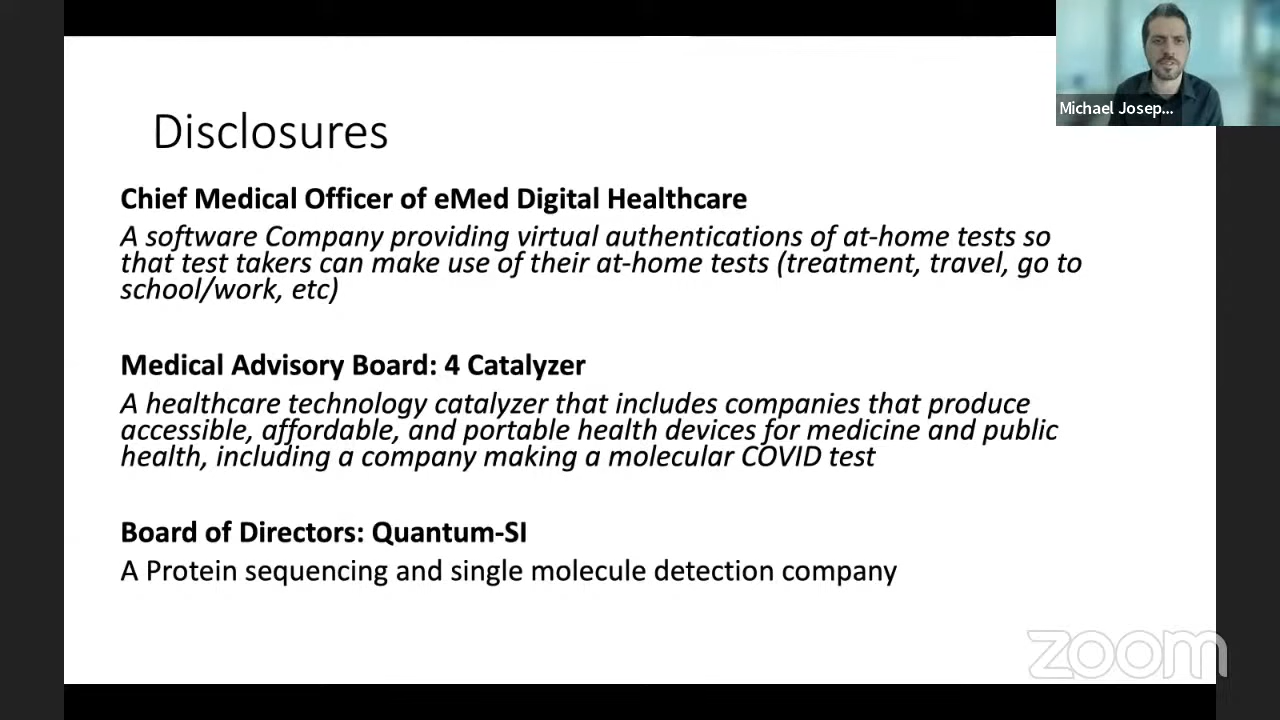 Michael Josep...
Disclosures
Chief Medical Officer of eMed Digital Healthcare
A software Company providing virtual authentications of at-home tests so
that test takers can make use of their at-home tests (treatment, travel, go to
school/work, etc)
Medical Advisory Board: 4 Catalyzer
A healthcare technology catalyzer that includes companies that produce
accessible, affordable, and portable health devices for medicine and public
health, including a company making a molecular COVID test
Board of Directors: Quantum-SI
A Protein sequencing and single molecule detection company
zoom